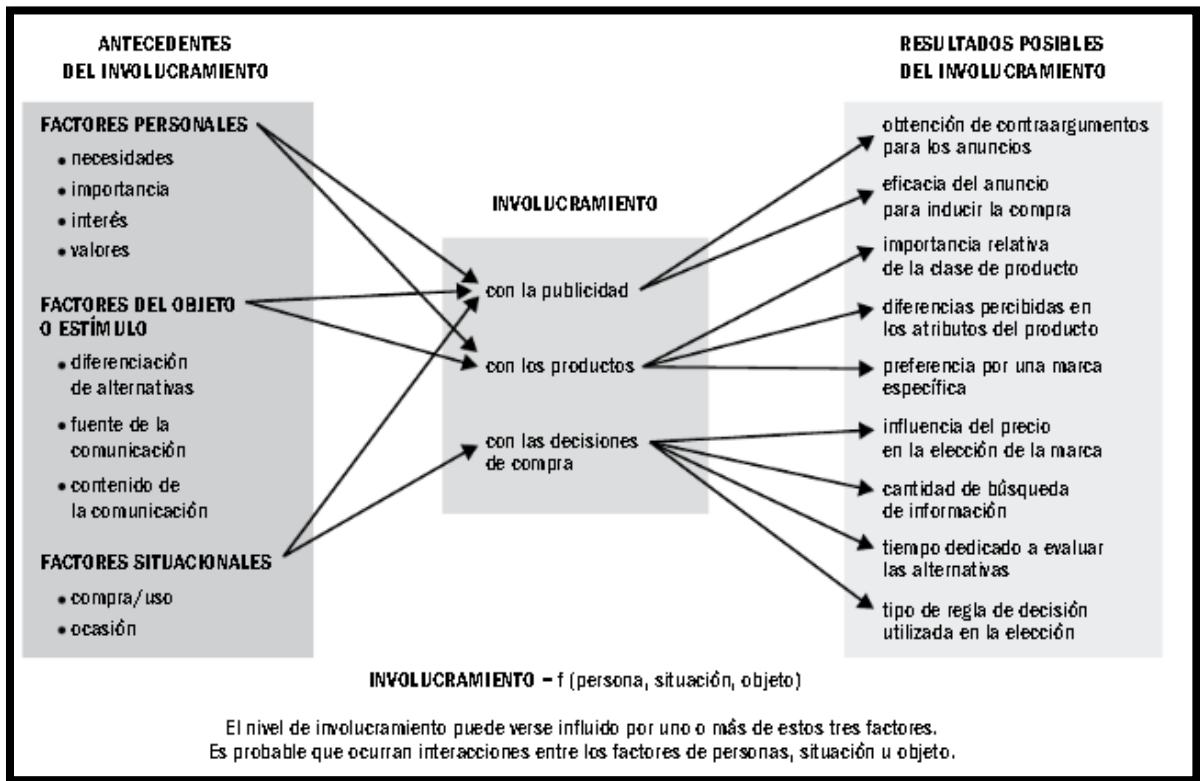 ANTECEDENTES
DEL INVOLUCRAMIENTO
FACTORES PERSONALES
• necesidades
• importancia
• interés
• valores
FACTORES DEL OBJETO
O ESTÍMULO
• diferenciación
de alternativas
• fuente de la
comunicación
• contenido de
la comunicación
FACTORES SITUACIONALES
• compra/uso
• ocasión
INVOLUCRAMIENTO
con la publicidad
con los productos
con las decisiones
de compra
RESULTADOS POSIBLES
DEL INVOLUCRAMIENTO
obtención de contraargumentos
para los anuncios
eficacia del anuncio
para inducir la compra
importancia relativa
de la clase de producto
diferencias percibidas en
los atributos del producto
preferencia por una marca
específica
influencia del precio
en la elección de la marca
cantidad de búsqueda
de información
tiempo dedicado a evaluar
las alternativas
tipo de regla de decisión
utilizada en la elección
INVOLUCRAMIENTO = f (persona, situación, objeto)
El nivel de involucramiento puede verse influido por uno o más de estos tres factores.
Es probable que ocurran interacciones entre los factores de personas, situación u objeto.